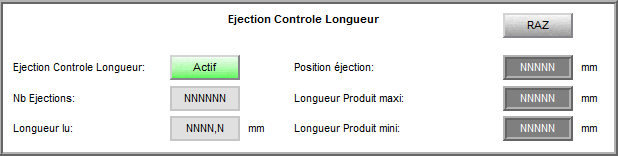 Ejection Controle Longueur
RAZ
Ejection Controle Longueur: Actif Position éjection: NNNNN mm
Nb Ejections: NNNNNN Longueur Produit maxi: NNNNN mm
Longueur lu: NNNN,N mm Longueur Produit mini: NNNNN mm